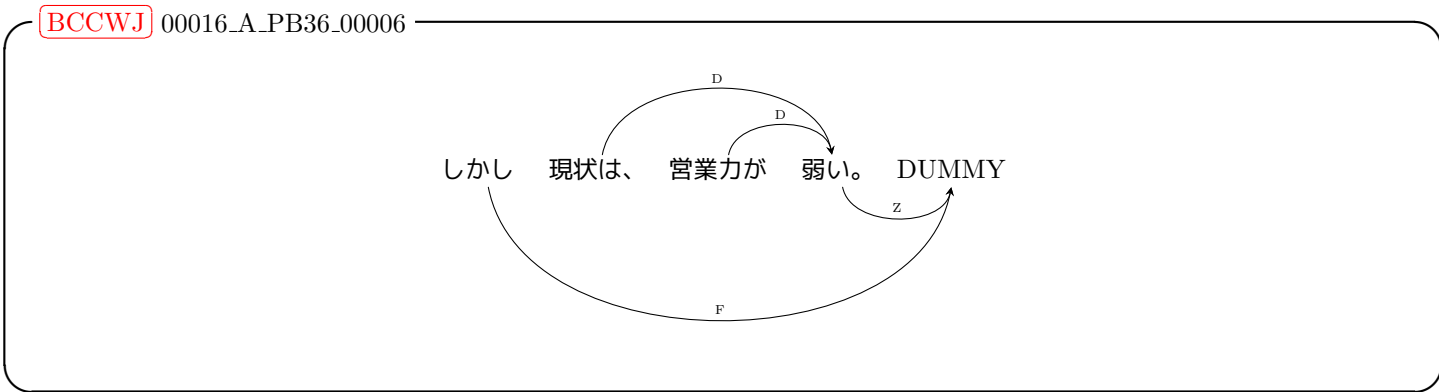 BCCWJ 00016_A_PB36_00006
D
D
しかし 現状は、 営業力が 弱い。 DUMMY
Z
F